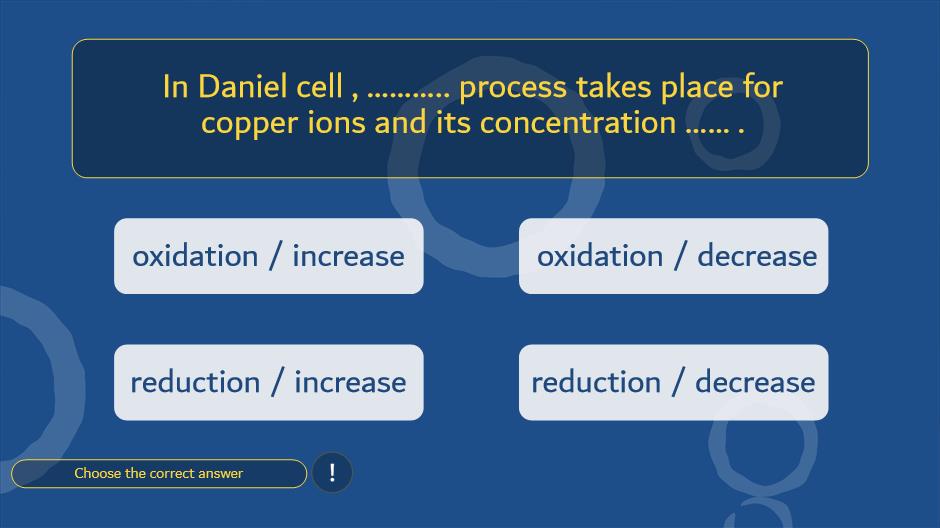 In Daniel cell , ........... process takes place for
copper ions and its concentration ...... .
oxidation / increase
oxidation / decrease
reduction / increase
reduction / decrease
Choose the correct answer
!